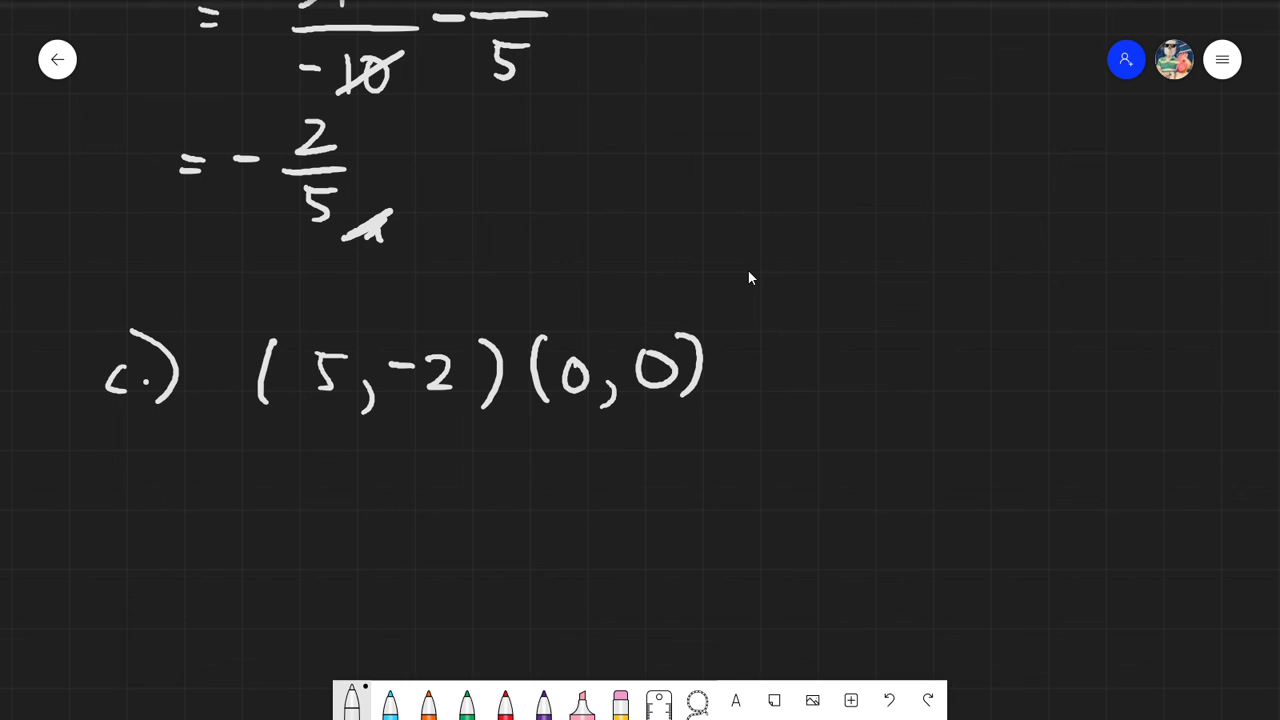 = -10 - 5
= - 2/5
c.) (5, -2) (0, 0)
A